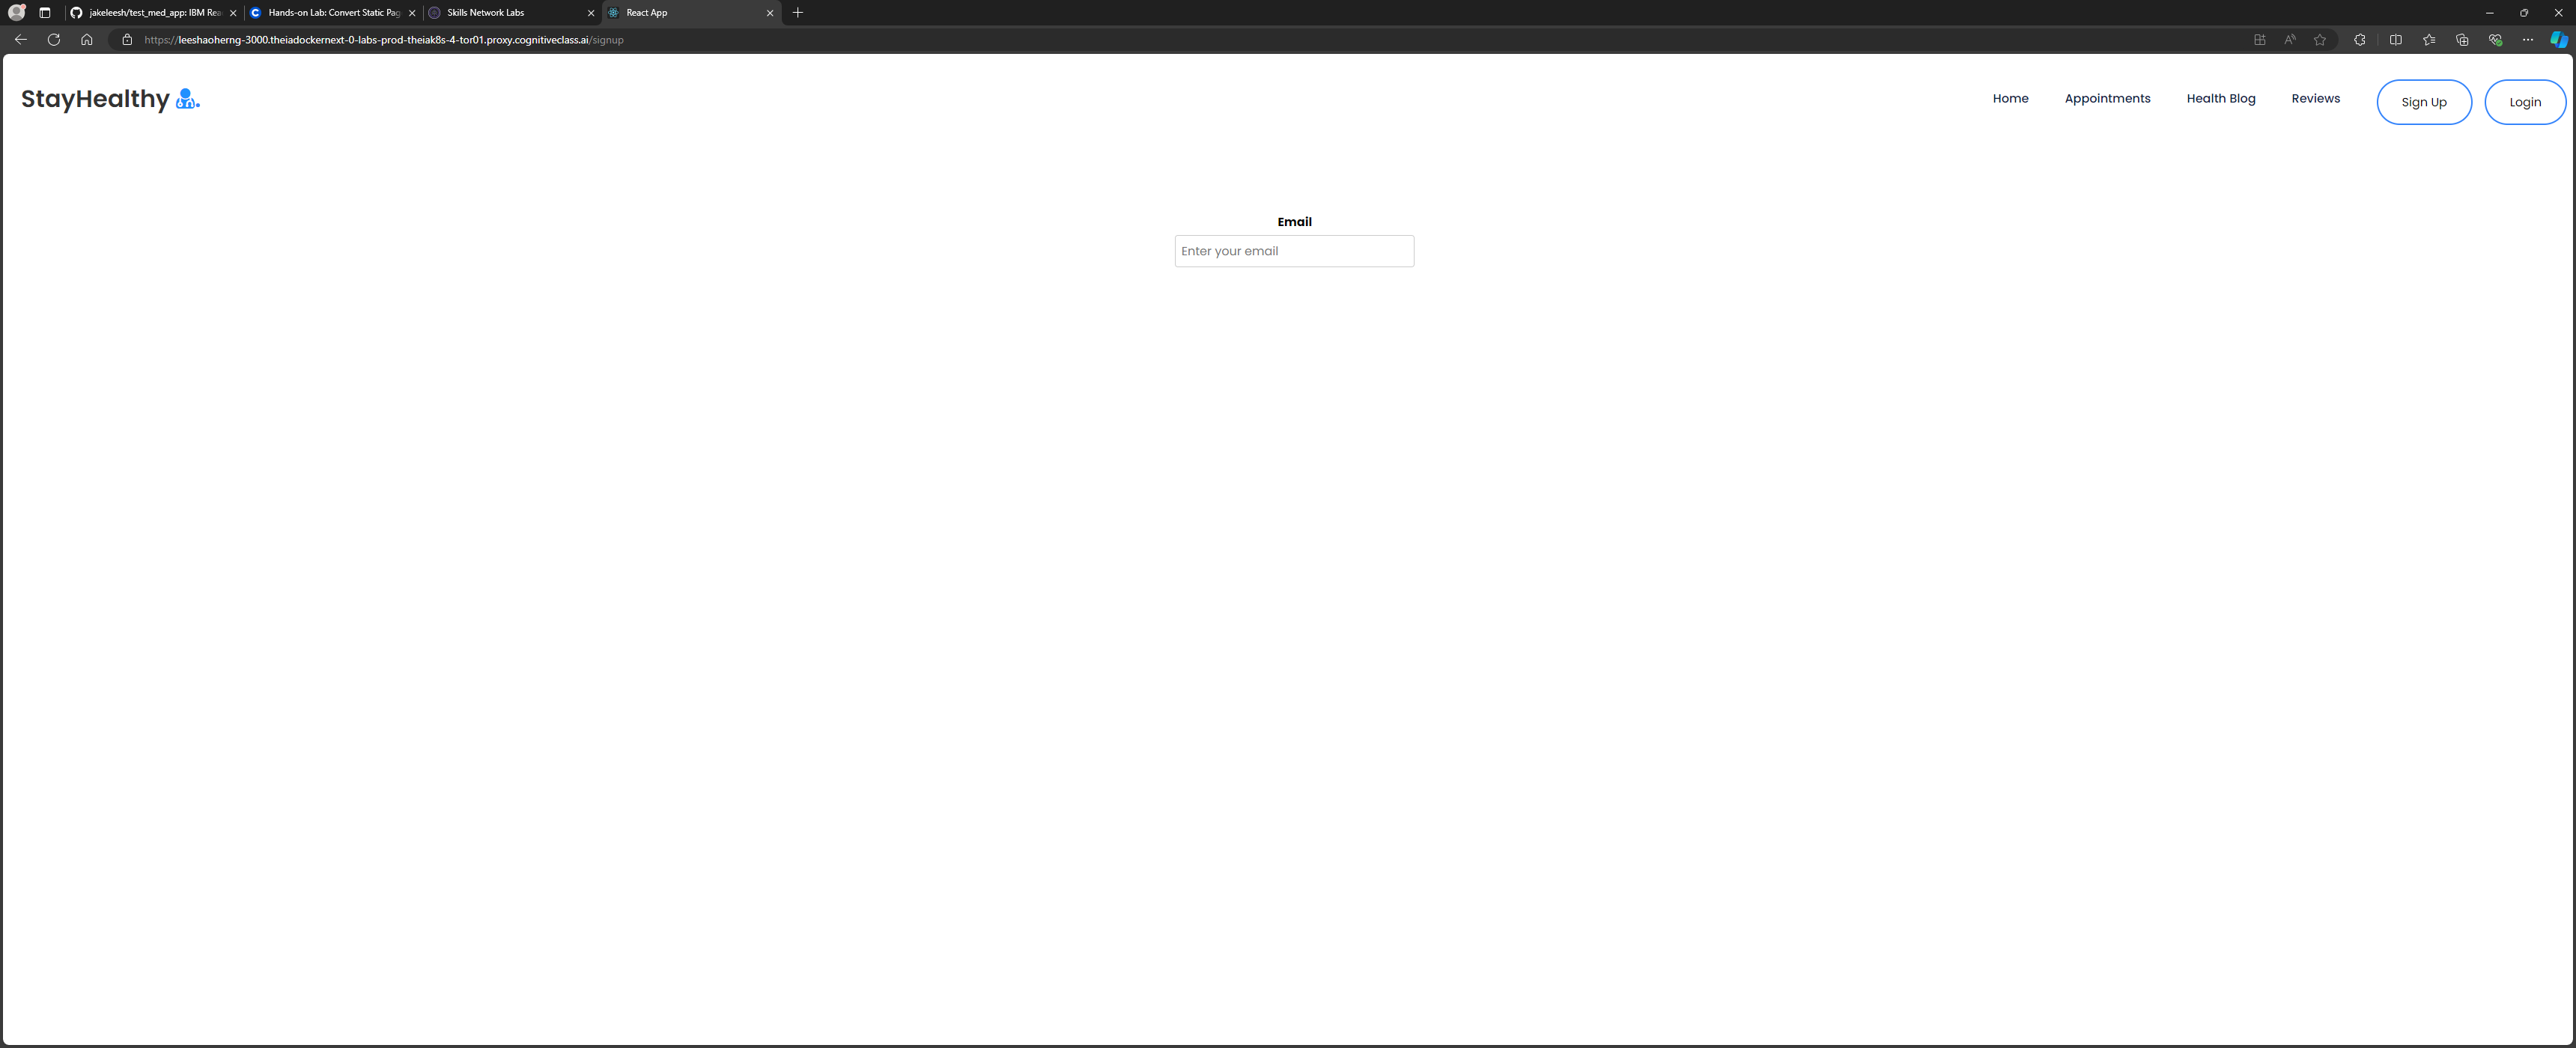 jakeleesh/test_med_app: IBM Rea
Hands-on Lab: Convert Static Pag
Skills Network Labs
React App
https://leeshaoherng-3000.theiadockernext-0-labs-prod-theiak8s-4-tor01.proxy.cognitiveclass.ai/signup
StayHealthy .
Home
Appointments
Health Blog
Reviews
Sign Up
Login
Email
Enter your email